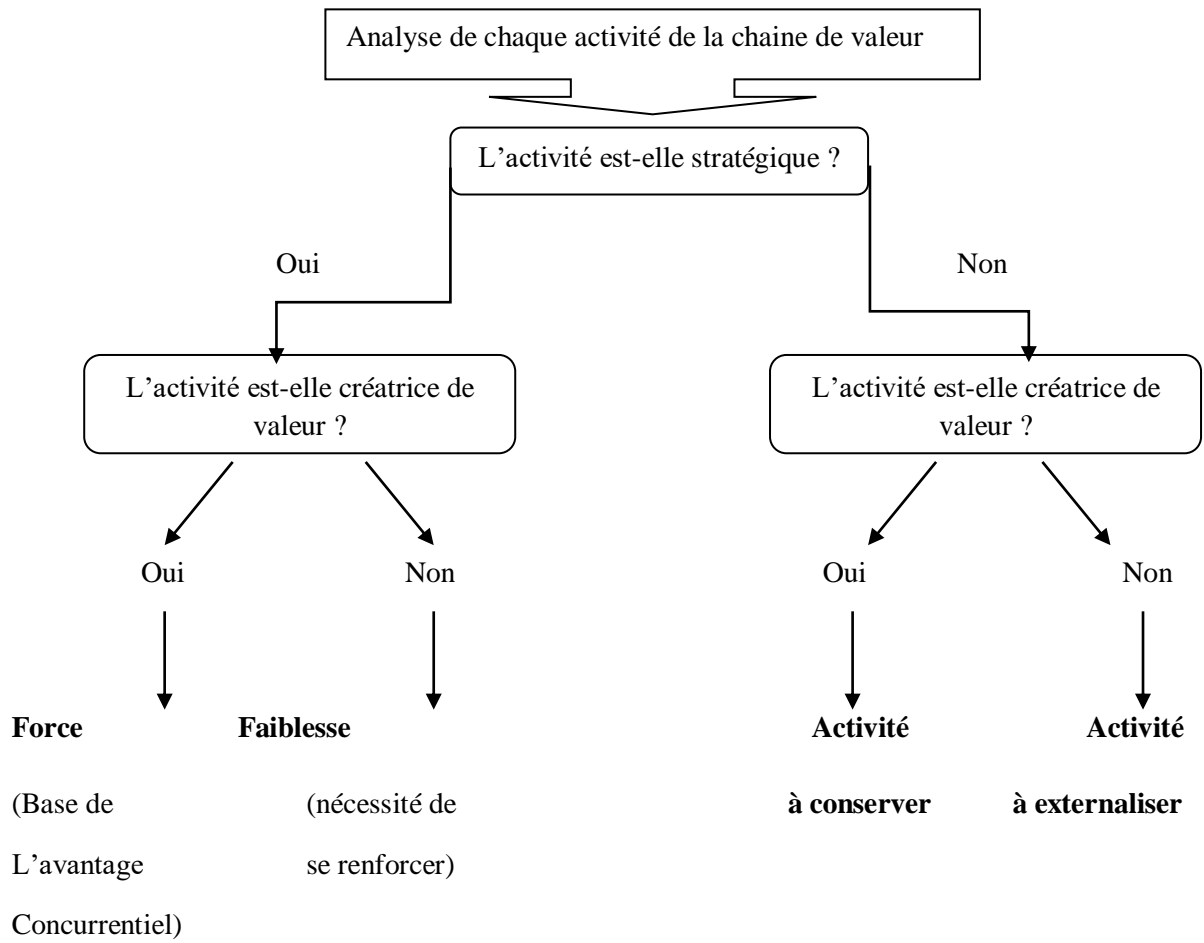 Analyse de chaque activité de la chaine de valeur
L’activité est-elle stratégique ?
Oui Non
L’activité est-elle créatrice de
valeur ?
L’activité est-elle créatrice de
valeur ?
Oui Non Oui Non
Force Faiblesse Activité Activité
(Base de (nécessité de à conserver à externaliser
L’avantage se renforcer)
Concurrentiel)